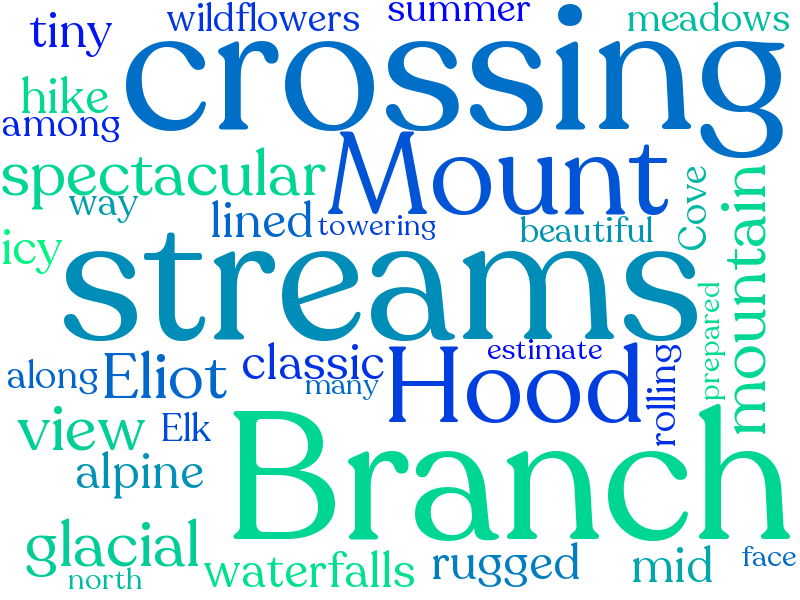 tiny
wildflowers
summer
meadows
crossing
hike
among
spectacular
Mount
way
lined
towering
beautiful
Cove
mountain
icy
streams
prepared
along
Eliot
classic
many
Hood
estimate
rolling
view
Elk
Branch
alpine
glacial
north
waterfalls
rugged
mid
face